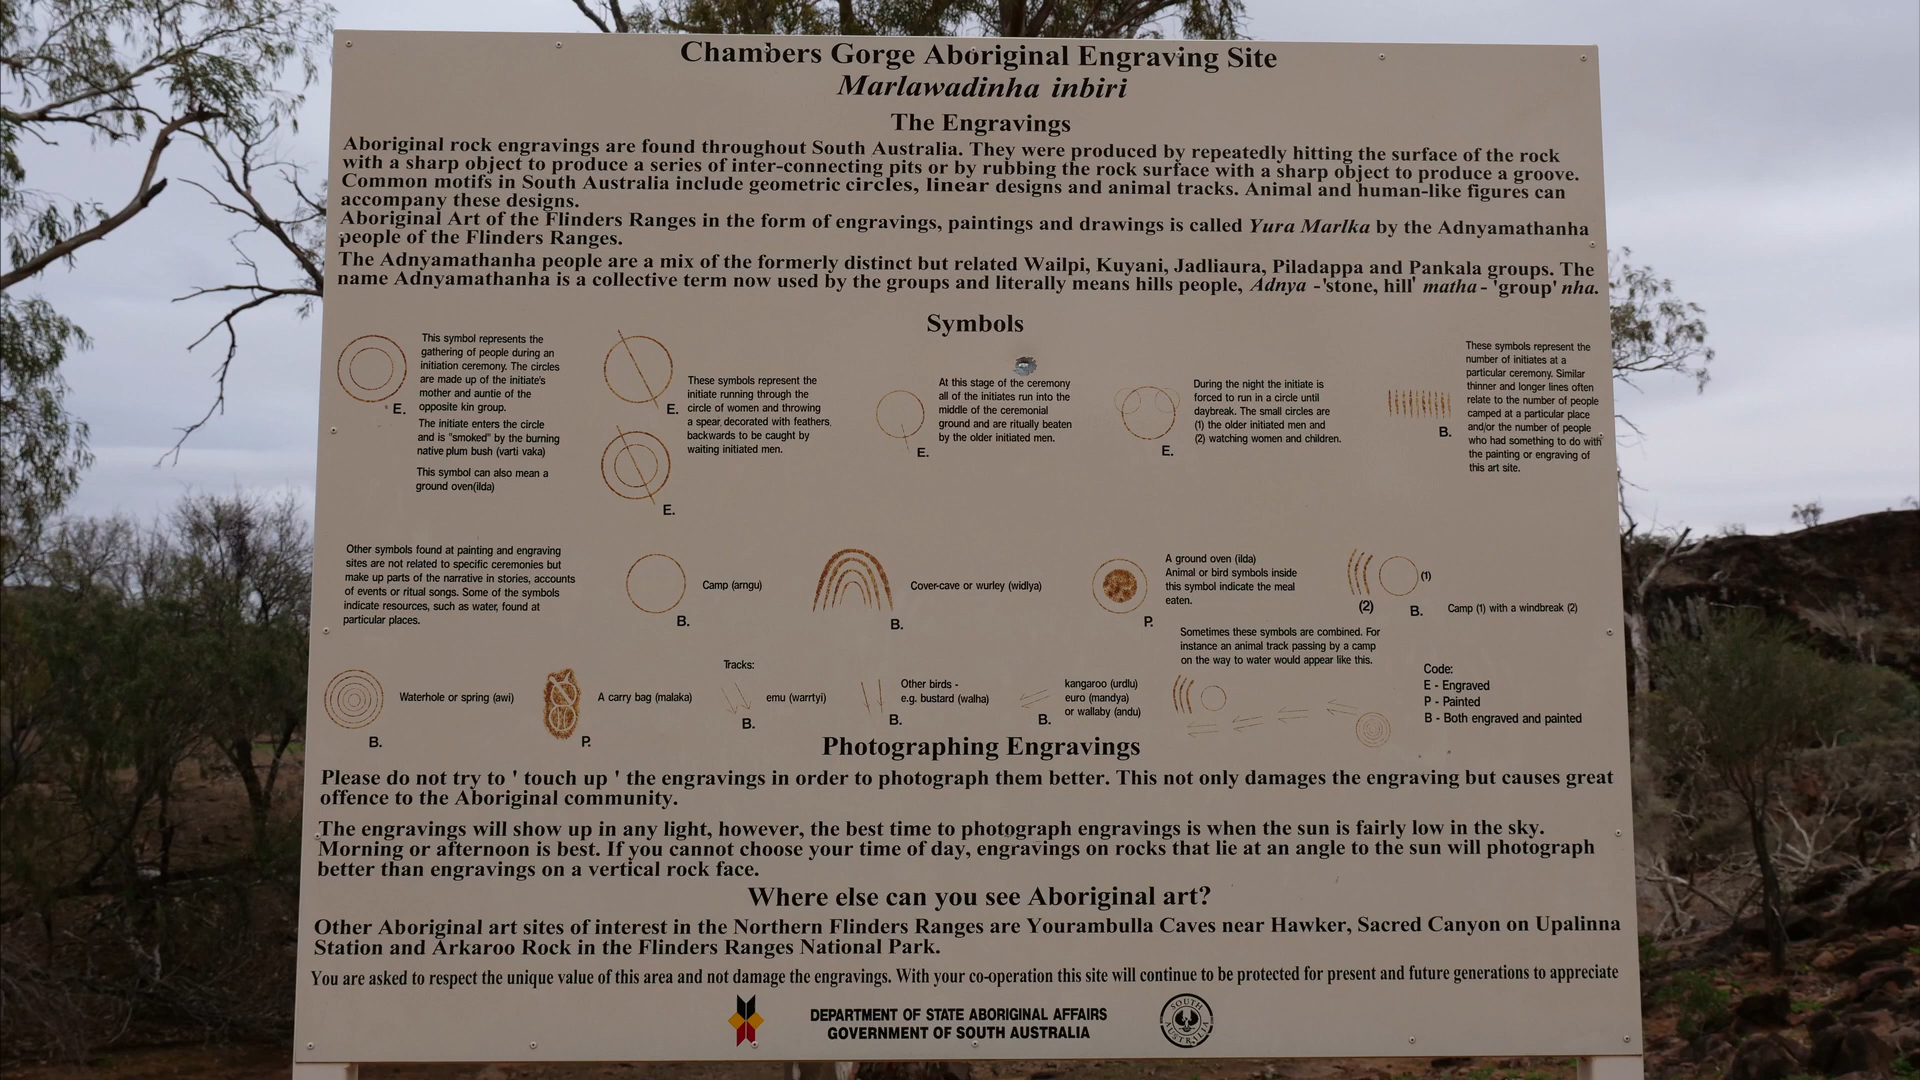 Chambers Gorge Aboriginal Engraving Site
Marlawadinha inbiri
The Engravings
Aboriginal rock engravings are found throughout South Australia. They were produced by repeatedly hitting the surface of the rock
with a sharp object to produce a series of inter-connecting pits or by rubbing the rock surface with a sharp object to produce a groove.
Common motifs in South Australia include geometric circles, linear designs and animal tracks. Animal and human-like figures can
accompany these designs.
Aboriginal Art of the Flinders Ranges in the form of engravings, paintings and drawings is called Yura Marlka by the Adnyamathanha
people of the Flinders Ranges.
The Adnyamathanha people are a mix of the formerly distinct but related Wailpi, Kuyani, Jadliaura, Piladappa and Pankala groups. The
name Adnyamathanha is a collective term now used by the groups and literally means hills people, Adnya -'stone, hill' matha - 'group' nha.
Symbols
This symbol represents the
gathering of people during an
initiation ceremony. The circles
are made up of the initiate's
mother and auntie of the
opposite kin group.
E.
The initiate enters the circle
and is "smoked" by the burning
native plum bush (varti vaka)
This symbol can also mean a
ground oven(ilda)
E.
These symbols represent the
initiate running through the
circle of women and throwing
a spear, decorated with feathers,
backwards to be caught by
waiting initiated men.
E.
At this stage of the ceremony
all of the initiates run into the
middle of the ceremonial
ground and are ritually beaten
by the older initiated men.
E.
During the night the initiate is
forced to run in a circle until
daybreak. The small circles are
(1) the older initiated men and
(2) watching women and children.
E.
These symbols represent the
number of initiates at a
particular ceremony. Similar
thinner and longer lines often
relate to the number of people
camped at a particular place
and/or the number of people
who had something to do with
the painting or engraving of
this art site.
B.
Other symbols found at painting and engraving
sites are not related to specific ceremonies but
make up parts of the narrative in stories, accounts
of events or ritual songs. Some of the symbols
indicate resources, such as water, found at
particular places.
Camp (arngu)
B.
Cover-cave or wurley (widlya)
B.
A ground oven (ilda)
Animal or bird symbols inside
this symbol indicate the meal
eaten.
P.
(1)
(2)
B.
Camp (1) with a windbreak (2)
Waterhole or spring (awi)
B.
A carry bag (malaka)
P.
Tracks:
emu (warrtyi)
B.
Other birds -
e.g. bustard (walha)
B.
kangaroo (urdlu)
euro (mandya)
or wallaby (andu)
B.
Sometimes these symbols are combined. For
instance an animal track passing by a camp
on the way to water would appear like this.
Code:
E - Engraved
P - Painted
B - Both engraved and painted
Photographing Engravings
Please do not try to ' touch up ' the engravings in order to photograph them better. This not only damages the engraving but causes great
offence to the Aboriginal community.
The engravings will show up in any light, however, the best time to photograph engravings is when the sun is fairly low in the sky.
Morning or afternoon is best. If you cannot choose your time of day, engravings on rocks that lie at an angle to the sun will photograph
better than engravings on a vertical rock face.
Where else can you see Aboriginal art?
Other Aboriginal art sites of interest in the Northern Flinders Ranges are Yourambulla Caves near Hawker, Sacred Canyon on Upalinna
Station and Arkaroo Rock in the Flinders Ranges National Park.
You are asked to respect the unique value of this area and not damage the engravings. With your co-operation this site will continue to be protected for present and future generations to appreciate
DEPARTMENT OF STATE ABORIGINAL AFFAIRS
GOVERNMENT OF SOUTH AUSTRALIA
SOUTH AUSTRALIA